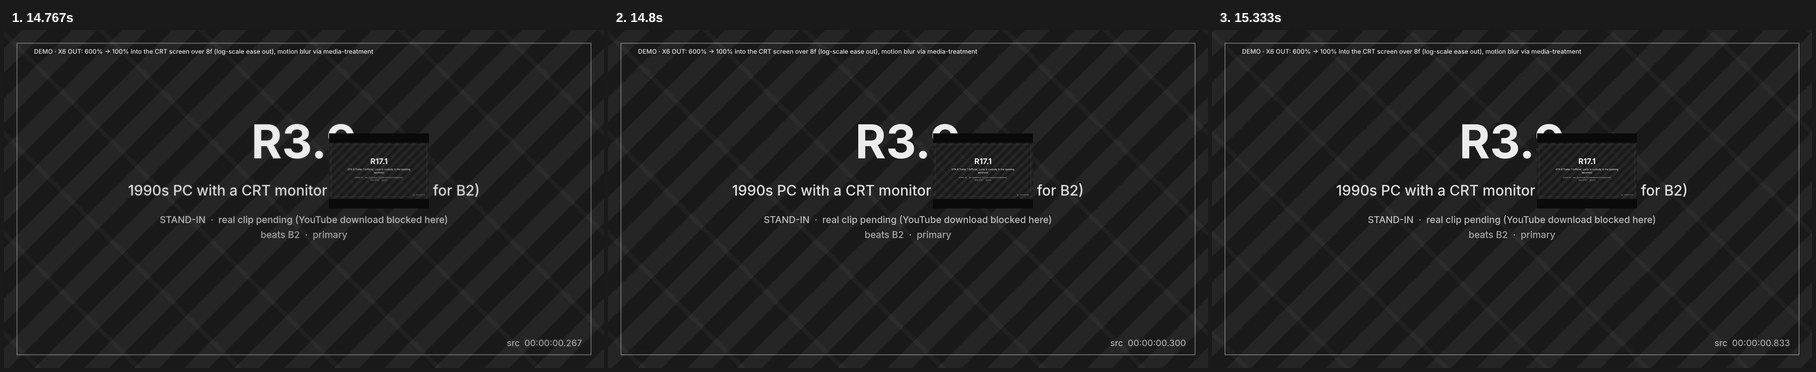 1. 14.767s
DEMO · X6 OUT: 600% → 100% into the CRT screen over 8f (log-scale ease out), motion blur via media-treatment
R3.
R17.1
1990s PC with a CRT monitor for B2)
STAND-IN · real clip pending (YouTube download blocked here)
beats B2 · primary
src 00:00:00.267
2. 14.8s
DEMO · X6 OUT: 600% → 100% into the CRT screen over 8f (log-scale ease out), motion blur via media-treatment
R3.
R17.1
1990s PC with a CRT monitor for B2)
STAND-IN · real clip pending (YouTube download blocked here)
beats B2 · primary
src 00:00:00.300
3. 15.333s
DEMO · X6 OUT: 600% → 100% into the CRT screen over 8f (log-scale ease out), motion blur via media-treatment
R3.
R17.1
1990s PC with a CRT monitor for B2)
STAND-IN · real clip pending (YouTube download blocked here)
beats B2 · primary
src 00:00:00.833